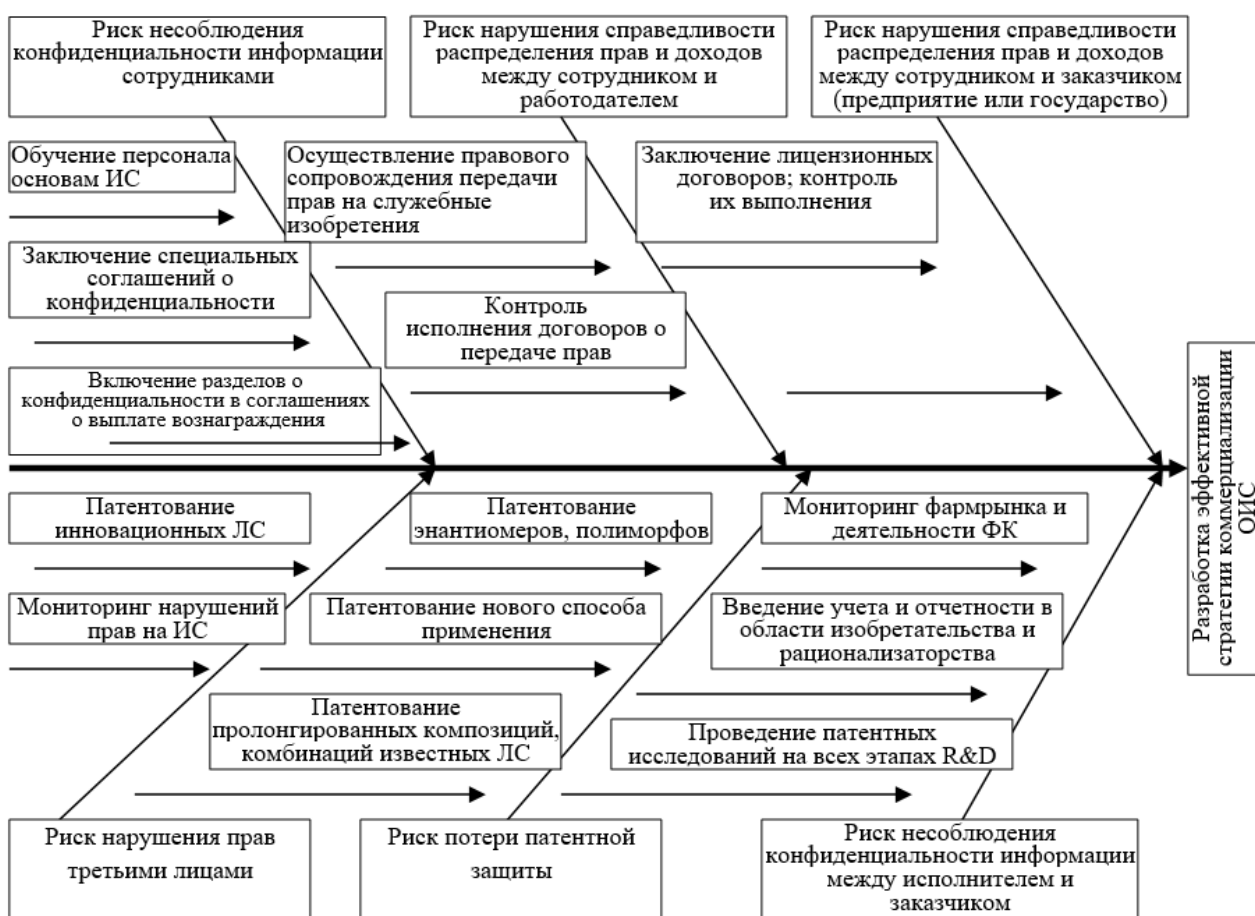 Риск несоблюдения
конфиденциальности информации
сотрудниками
Риск нарушения справедливости
распределения прав и доходов
между сотрудником и
работодателем
Риск нарушения справедливости
распределения прав и доходов
между сотрудником и заказчиком
(предприятие или государство)
Обучение персонала
основам ИС
Осуществление правового
сопровождения передачи
прав на служебные
изобретения
Заключение лицензионных
договоров; контроль
их выполнения
Заключение специальных
соглашений о
конфиденциальности
Контроль
исполнения договоров о
передаче прав
Включение разделов о
конфиденциальности в соглашениях
о выплате вознаграждения
Разработка эффективной
стратегии коммерциализации
ОИС
Патентование
инновационных ЛС
Патентование
энантиомеров, полиморфов
Мониторинг фармрынка и
деятельности ФК
Мониторинг нарушений
прав на ИС
Патентование нового способа
применения
Введение учета и отчетности в
области изобретательства и
рационализаторства
Патентование
пролонгированных композиций,
комбинаций известных ЛС
Проведение патентных
исследований на всех этапах R&D
Риск нарушения прав
третьими лицами
Риск потери патентной
защиты
Риск несоблюдения
конфиденциальности информации
между исполнителем и
заказчиком